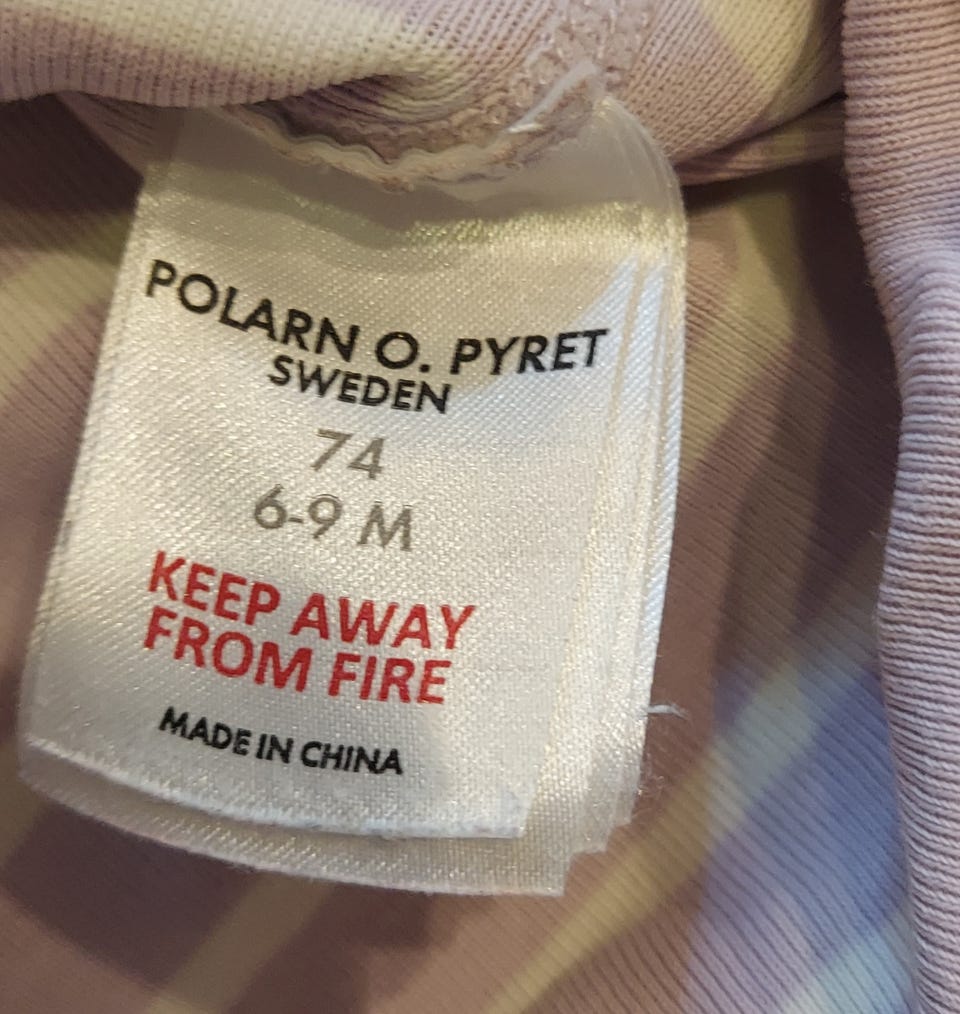 POLARN O. PYRET
SWEDEN
74
6-9 M
KEEP AWAY
FROM FIRE
MADE IN CHINA